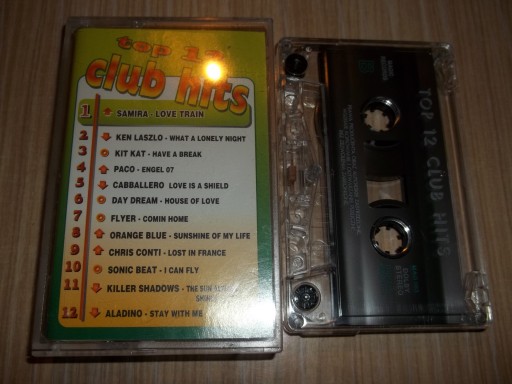 top 12
club hits
1 SAMIRA - LOVE TRAIN
2 KEN LASZLO - WHAT A LONELY NIGHT
3 KIT KAT - HAVE A BREAK
4 PACO - ENGEL 07
5 CABBALLERO LOVE IS A SHIELD
6 DAY DREAM - HOUSE OF LOVE
7 FLYER - COMIN HOME
8 ORANGE BLUE - SUNSHINE OF MY LIFE
9 CHRIS CONTI - LOST IN FRANCE
10 SONIC BEAT - I CAN FLY
11 KILLER SHADOWS - THE SUN
12 ALADINO - STAY WITH ME
TOP 12 CLUB HITS
STEREO